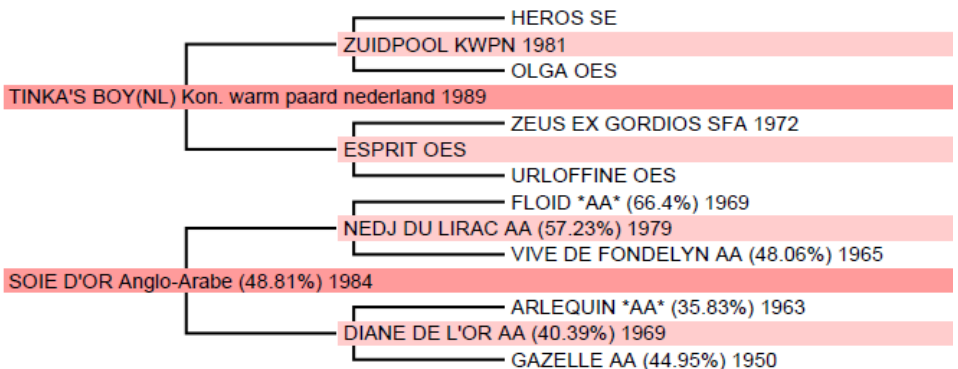 HEROS SE
ZUIDPOOL KWPN 1981
OLGA OES
TINKA'S BOY(NL) Kon. warm paard nederland 1989
ZEUS EX GORDIOS SFA 1972
ESPRIT OES
URLOFFINE OES
FLOID *AA* (66.4%) 1969
NEDJ DU LIRAC AA (57.23%) 1979
VIVE DE FONDELYN AA (48.06%) 1965
SOIE D'OR Anglo-Arabe (48.81%) 1984
ARLEQUIN *AA* (35.83%) 1963
DIANE DE L'OR AA (40.39%) 1969
GAZELLE AA (44.95%) 1950